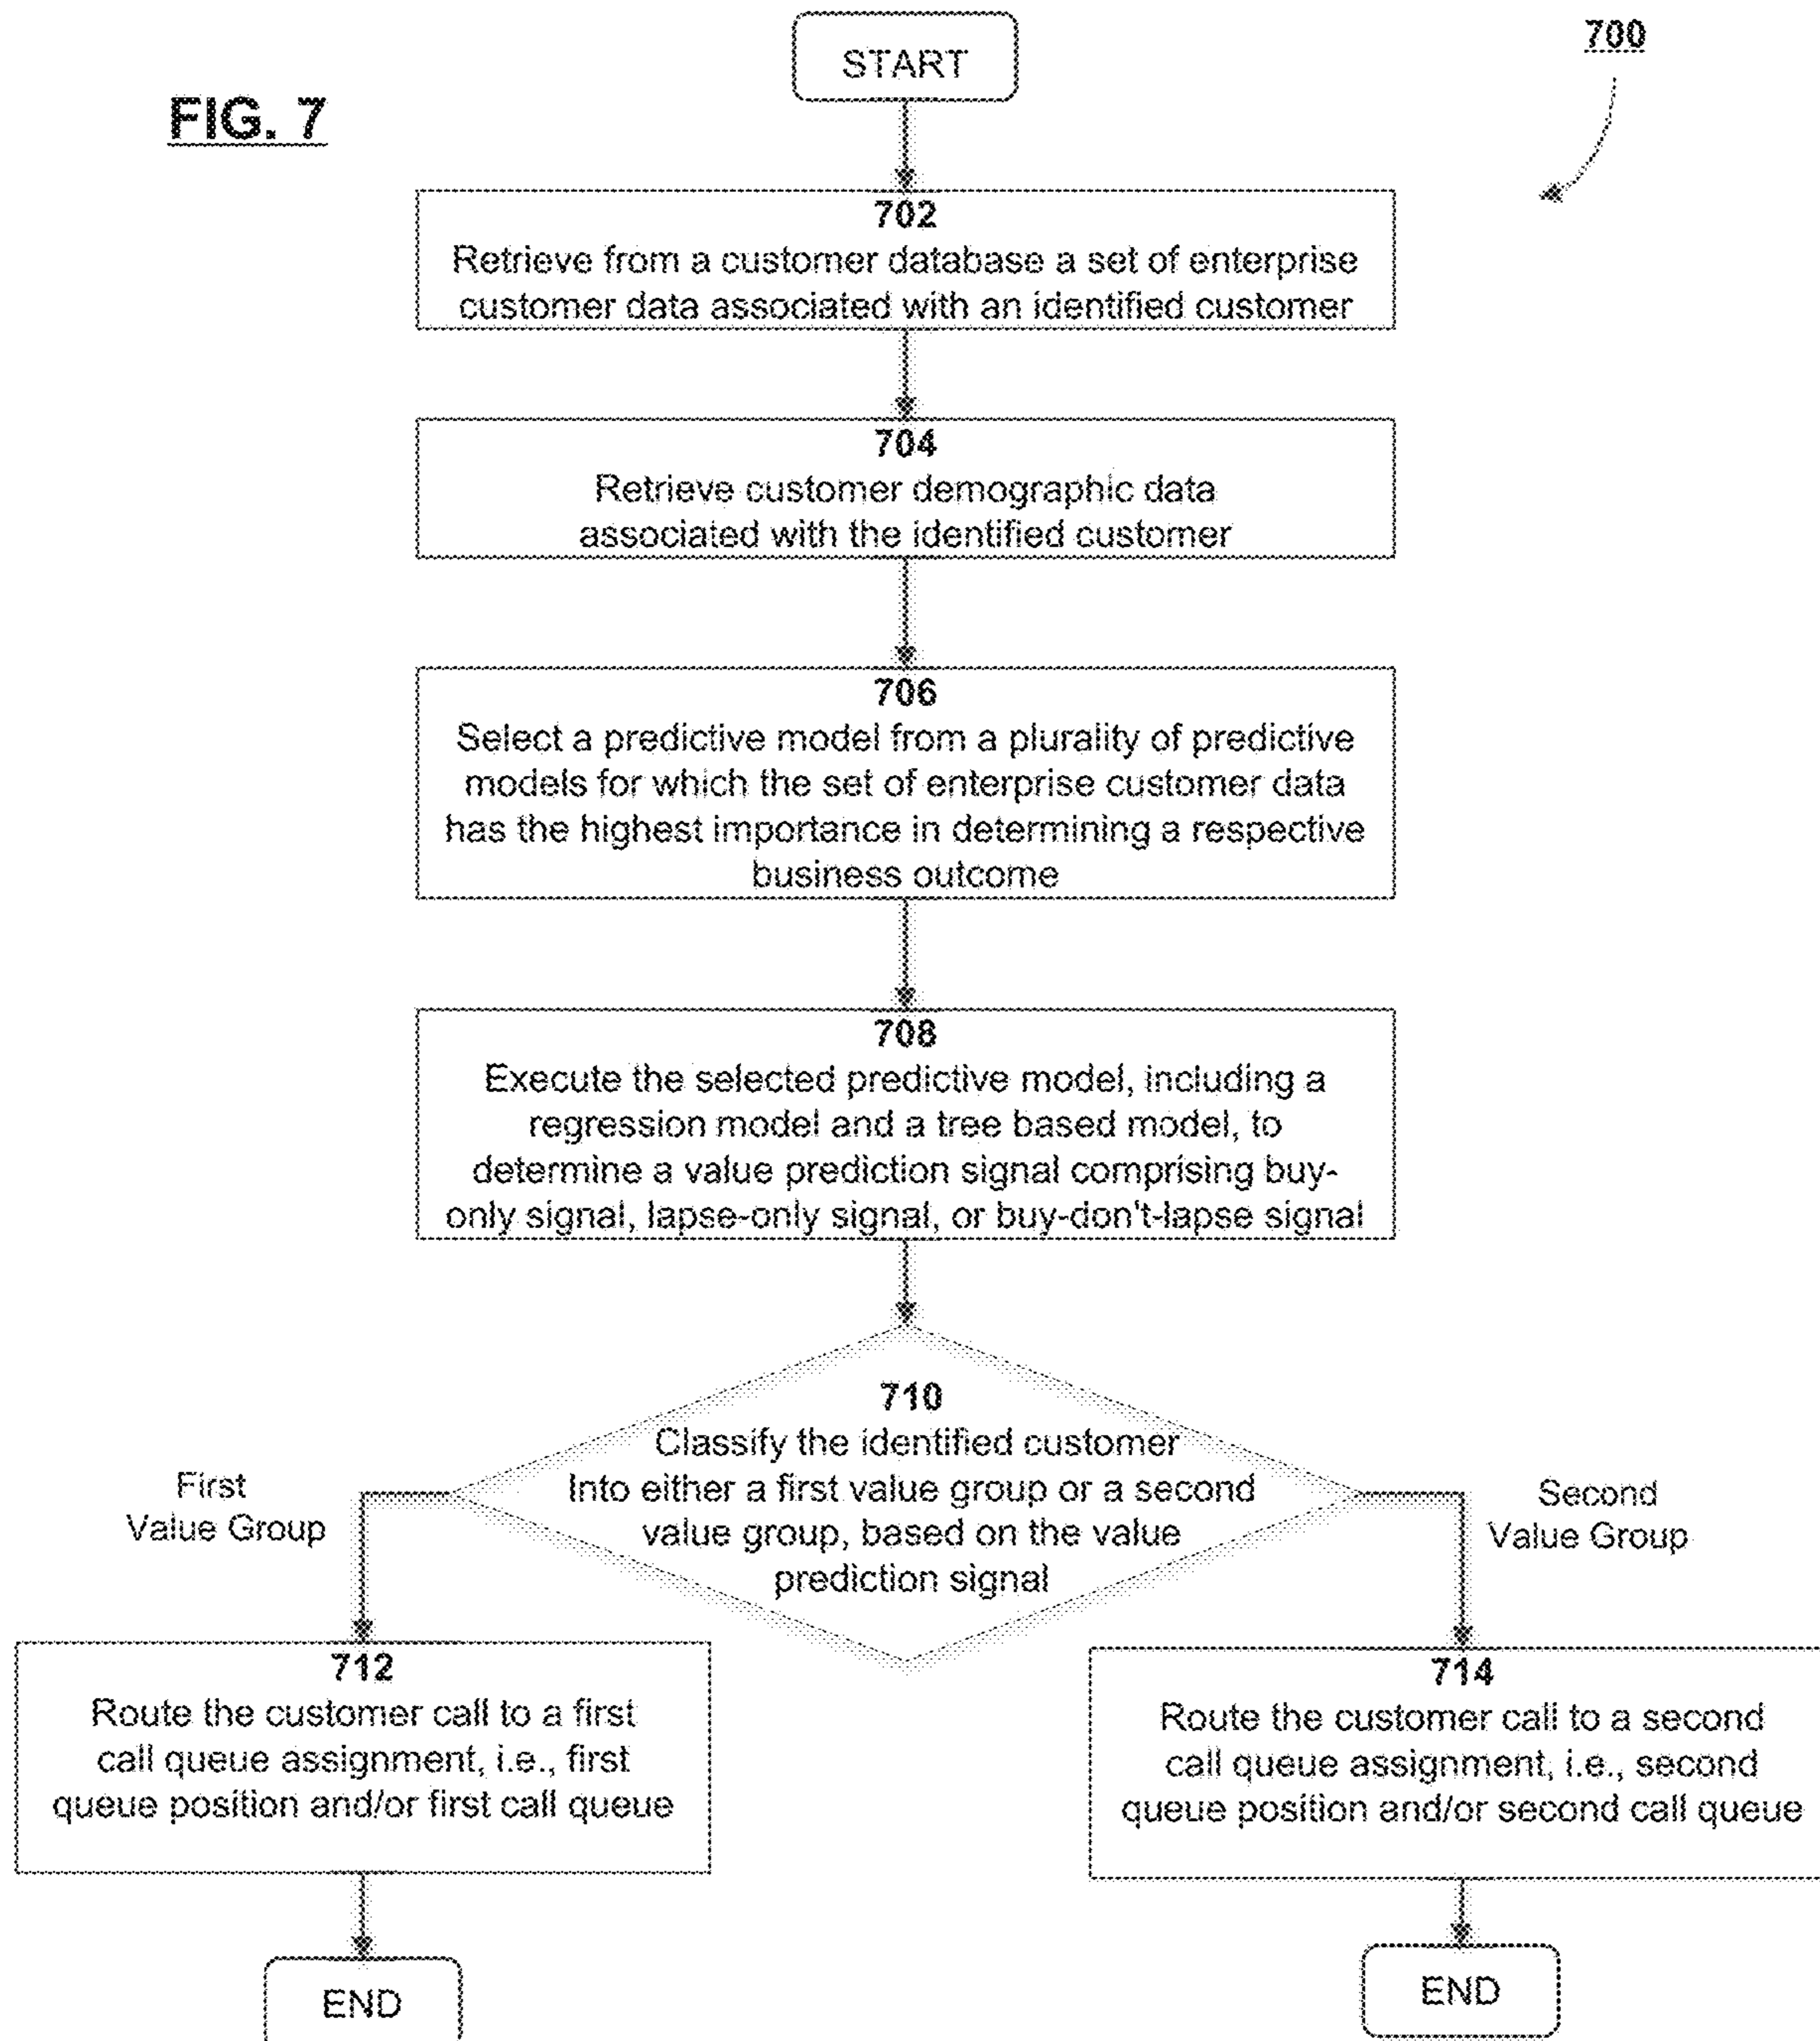 START
700
FIG. 7
702
Retrieve from a customer database a set of enterprise
customer data associated with an identified customer
704
Retrieve customer demographic data
associated with the identified customer
706
Select a predictive model from a plurality of predictive
models for which the set of enterprise customer data
has the highest importance in determining a respective
business outcome
708
Execute the selected predictive model, including a
regression model and a tree based model, to
determine a value prediction signal comprising buy-
only signal, lapse-only signal, or buy-don't-lapse signal
710
Classify the identified customer
Into either a first value group or a second
value group, based on the value
prediction signal
First
Value Group
Second
Value Group
712
Route the customer call to a first
call queue assignment, i.e., first
queue position and/or first call queue
714
Route the customer call to a second
call queue assignment, i.e., second
queue position and/or second call queue
END
END